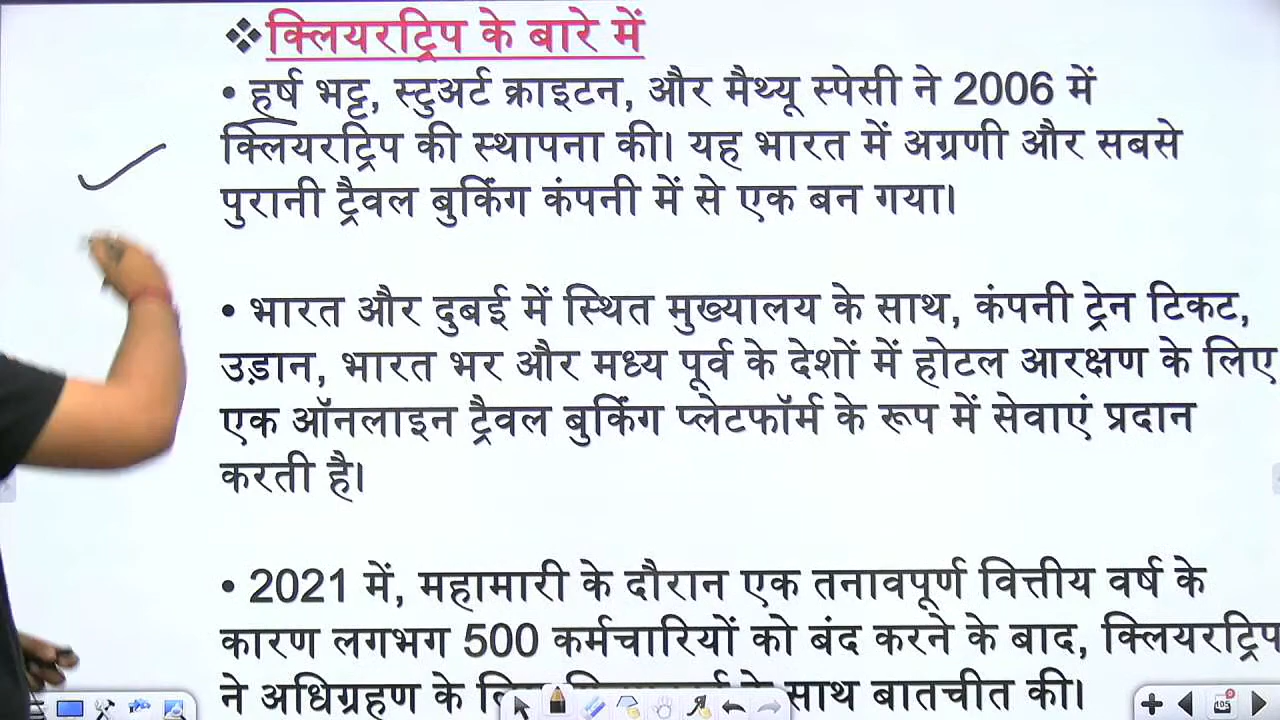 ❖क्लियरट्रिप के बारे में
• हर्ष भट्ट, स्टुअर्ट क्राइटन, और मैथ्यू स्पेसी ने 2006 में
क्लियरट्रिप की स्थापना की। यह भारत में अग्रणी और सबसे
पुरानी ट्रैवल बुकिंग कंपनी में से एक बन गया।
• भारत और दुबई में स्थित मुख्यालय के साथ, कंपनी ट्रेन टिकट,
उड़ान, भारत भर और मध्य पूर्व के देशों में होटल आरक्षण के लिए
एक ऑनलाइन ट्रैवल बुकिंग प्लेटफॉर्म के रूप में सेवाएं प्रदान
करती है।
• 2021 में, महामारी के दौरान एक तनावपूर्ण वित्तीय वर्ष के
कारण लगभग 500 कर्मचारियों को बंद करने के बाद, क्लियरट्रिप
ने अधिग्रहण के साथ बातचीत की।
105